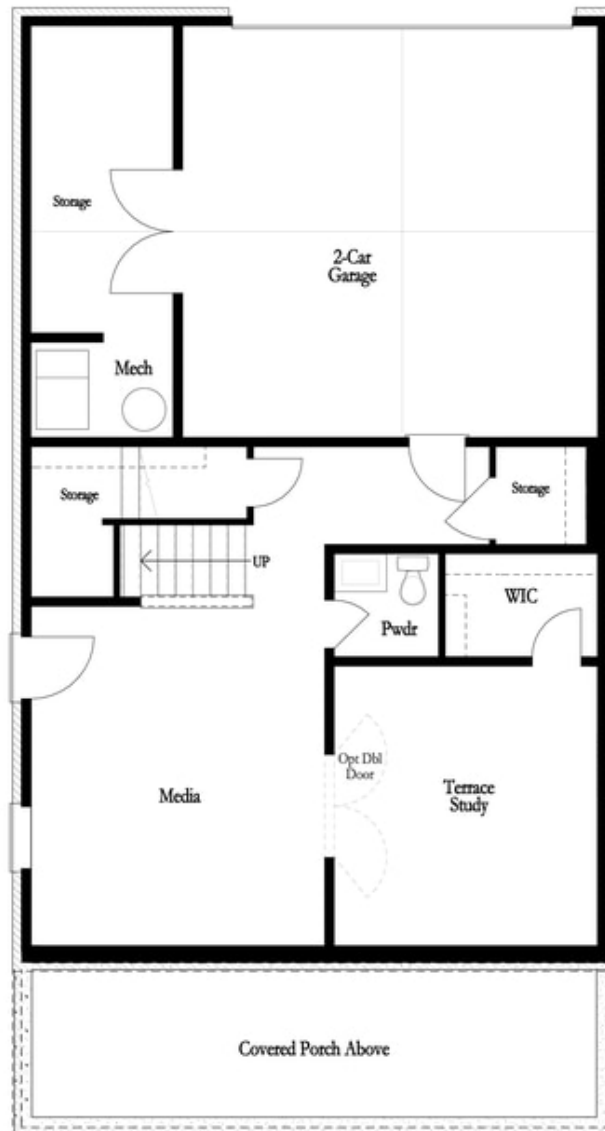 Storage
2-Car
Garage
Mech
Storage
Storage
UP
WIC
Pwdr
Opt Dbl
Door
Terrace
Study
Media
Covered Porch Above